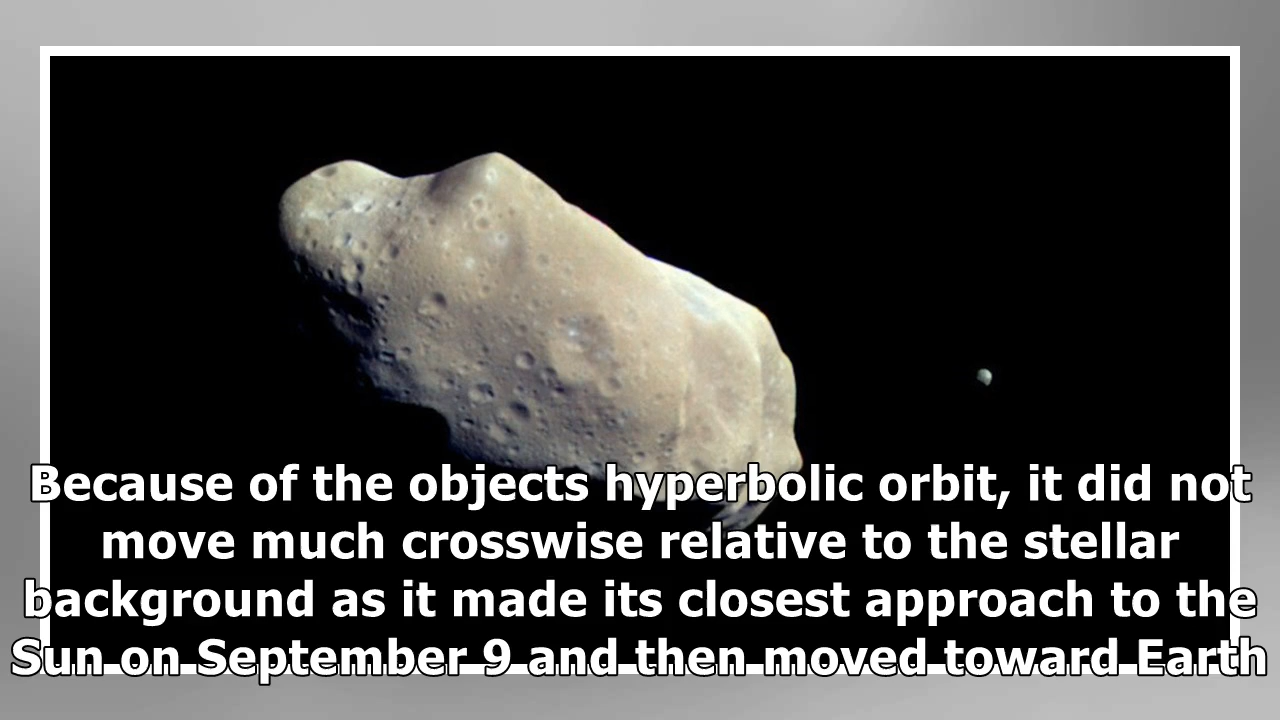 Because of the objects hyperbolic orbit, it did not
move much crosswise relative to the stellar
background as it made its closest approach to the
Sun on September 9 and then moved toward Earth